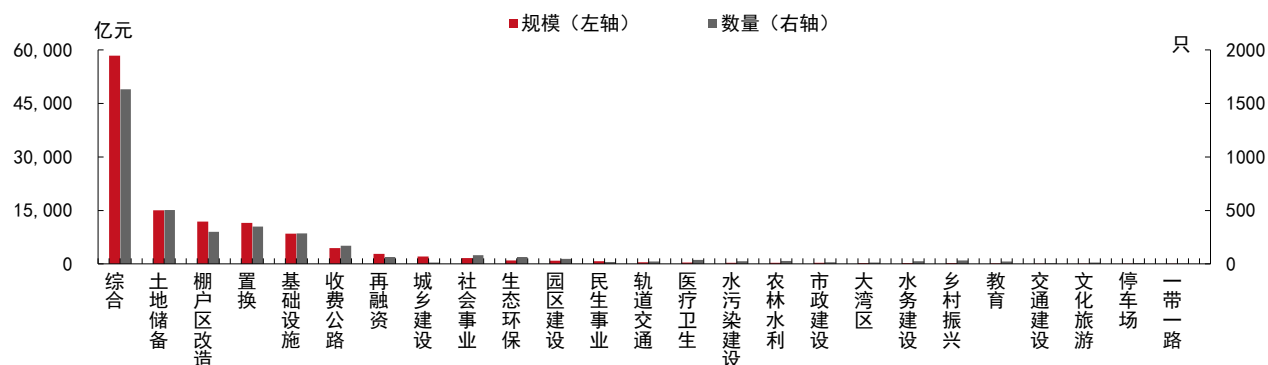 亿元
规模（左轴）
数量（右轴）
只
60,000
45,000
30,000
15,000
0
2000
1500
1000
500
0
综合
土地储备
棚户区改造
置换
基础设施
收费公路
再融资
城乡建设
社会事业
生态环保
园区建设
民生事业
轨道交通
医疗卫生
水污染建设
农林水利
市政建设
大湾区
水务建设
乡村振兴
教育
交通建设
文化旅游
停车场
一带一路